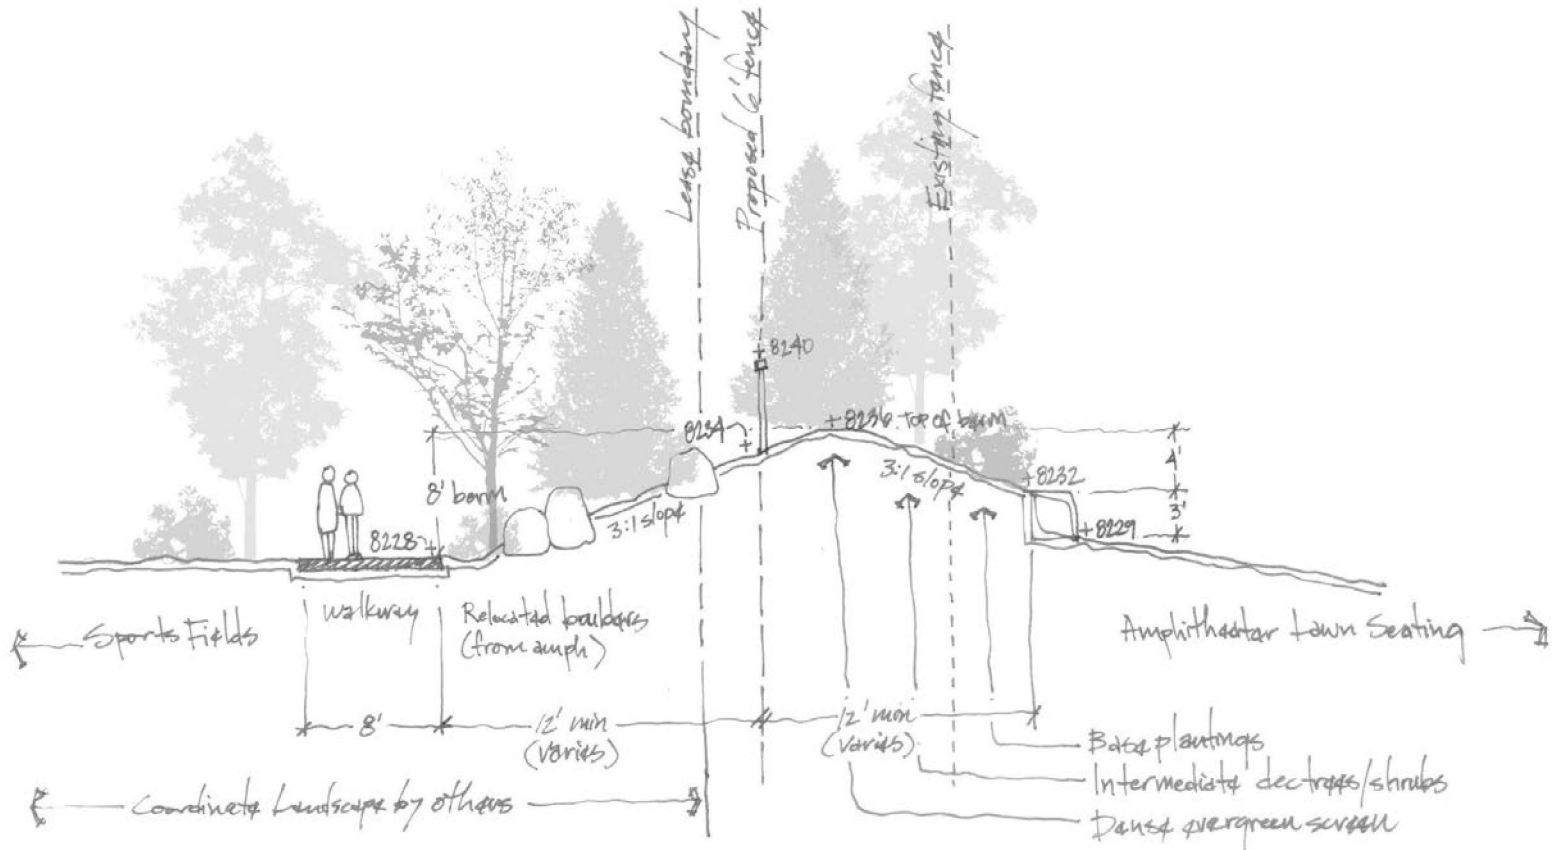 Lease boundary
Proposed 6' fence
Existing fence
+ 8240
8234
+
+ 8236 top of berm
8' berm
3:1 slope
3:1 slope
+ 8232
4'
3'
+ 8229
8228
+
Sports Fields
walkway
Relocated boulders
(from amph)
Amphitheater Lawn Seating
8'
12' min
(varies)
12' min
(varies)
Base plantings
Intermediate dec trees/shrubs
Dense evergreen screen
Coordinate Landscape by others